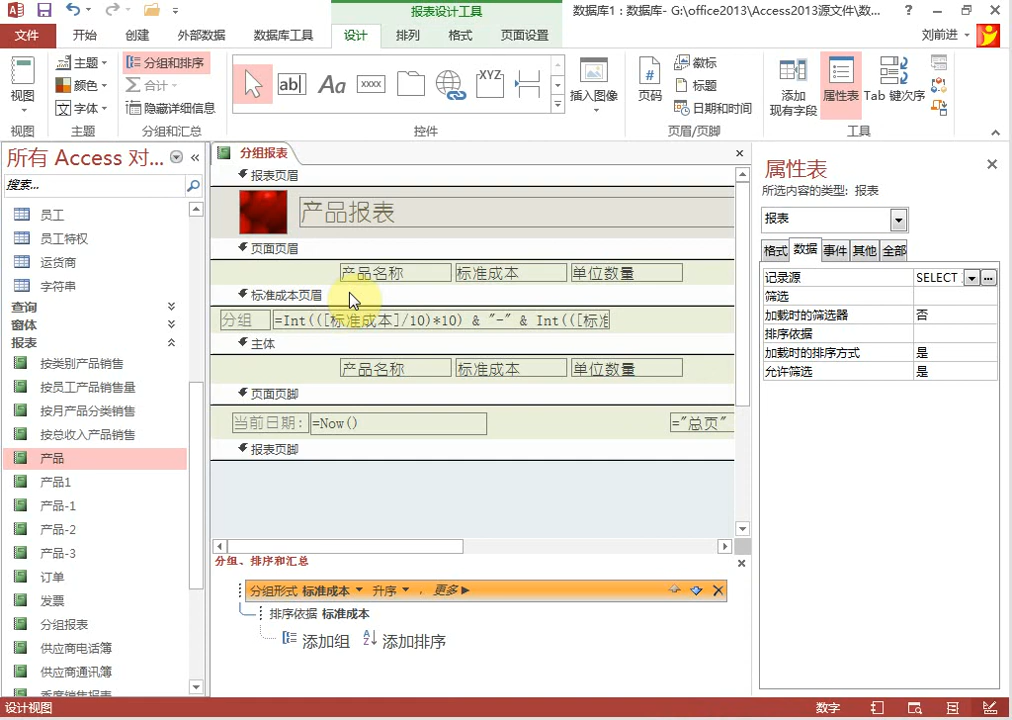 报表设计工具
数据库1：数据库- G:\office2013\Access2013源文件\数...
?
文件 开始 创建 外部数据 数据库工具 设计 排列 格式 页面设置 刘前进
视图
主题
颜色
字体
分组和排序
合计
隐藏详细信息
ab|
Aa
xxxx
XYZ
插入图像
页码
徽标
标题
日期和时间
添加
现有字段
属性表
Tab 键次序
视图 主题 分组和汇总 控件 页眉/页脚 工具
所有 Access 对... «
搜索...
员工
员工特权
运货商
字符串
查询
窗体
报表
按类别产品销售
按员工产品销售量
按月产品分类销售
按总收入产品销售
产品
产品1
产品-1
产品-2
产品-3
订单
发票
分组报表
供应商电话簿
供应商通讯簿
季度销售报表
分组报表
报表页眉
产品报表
页面页眉
产品名称 标准成本 单位数量
标准成本页眉
分组 =Int(([标准成本]/10)*10) & "-" & Int(([标准
主体
产品名称 标准成本 单位数量
页面页脚
当前日期: =Now() ="总页"
报表页脚
分组、排序和汇总
分组形式 标准成本 升序 , 更多
排序依据 标准成本
添加组 添加排序
属性表
所选内容的类型: 报表
报表
格式 数据 事件 其他 全部
记录源 SELECT
筛选
加载时的筛选器 否
排序依据
加载时的排序方式 是
允许筛选 是
设计视图 数字